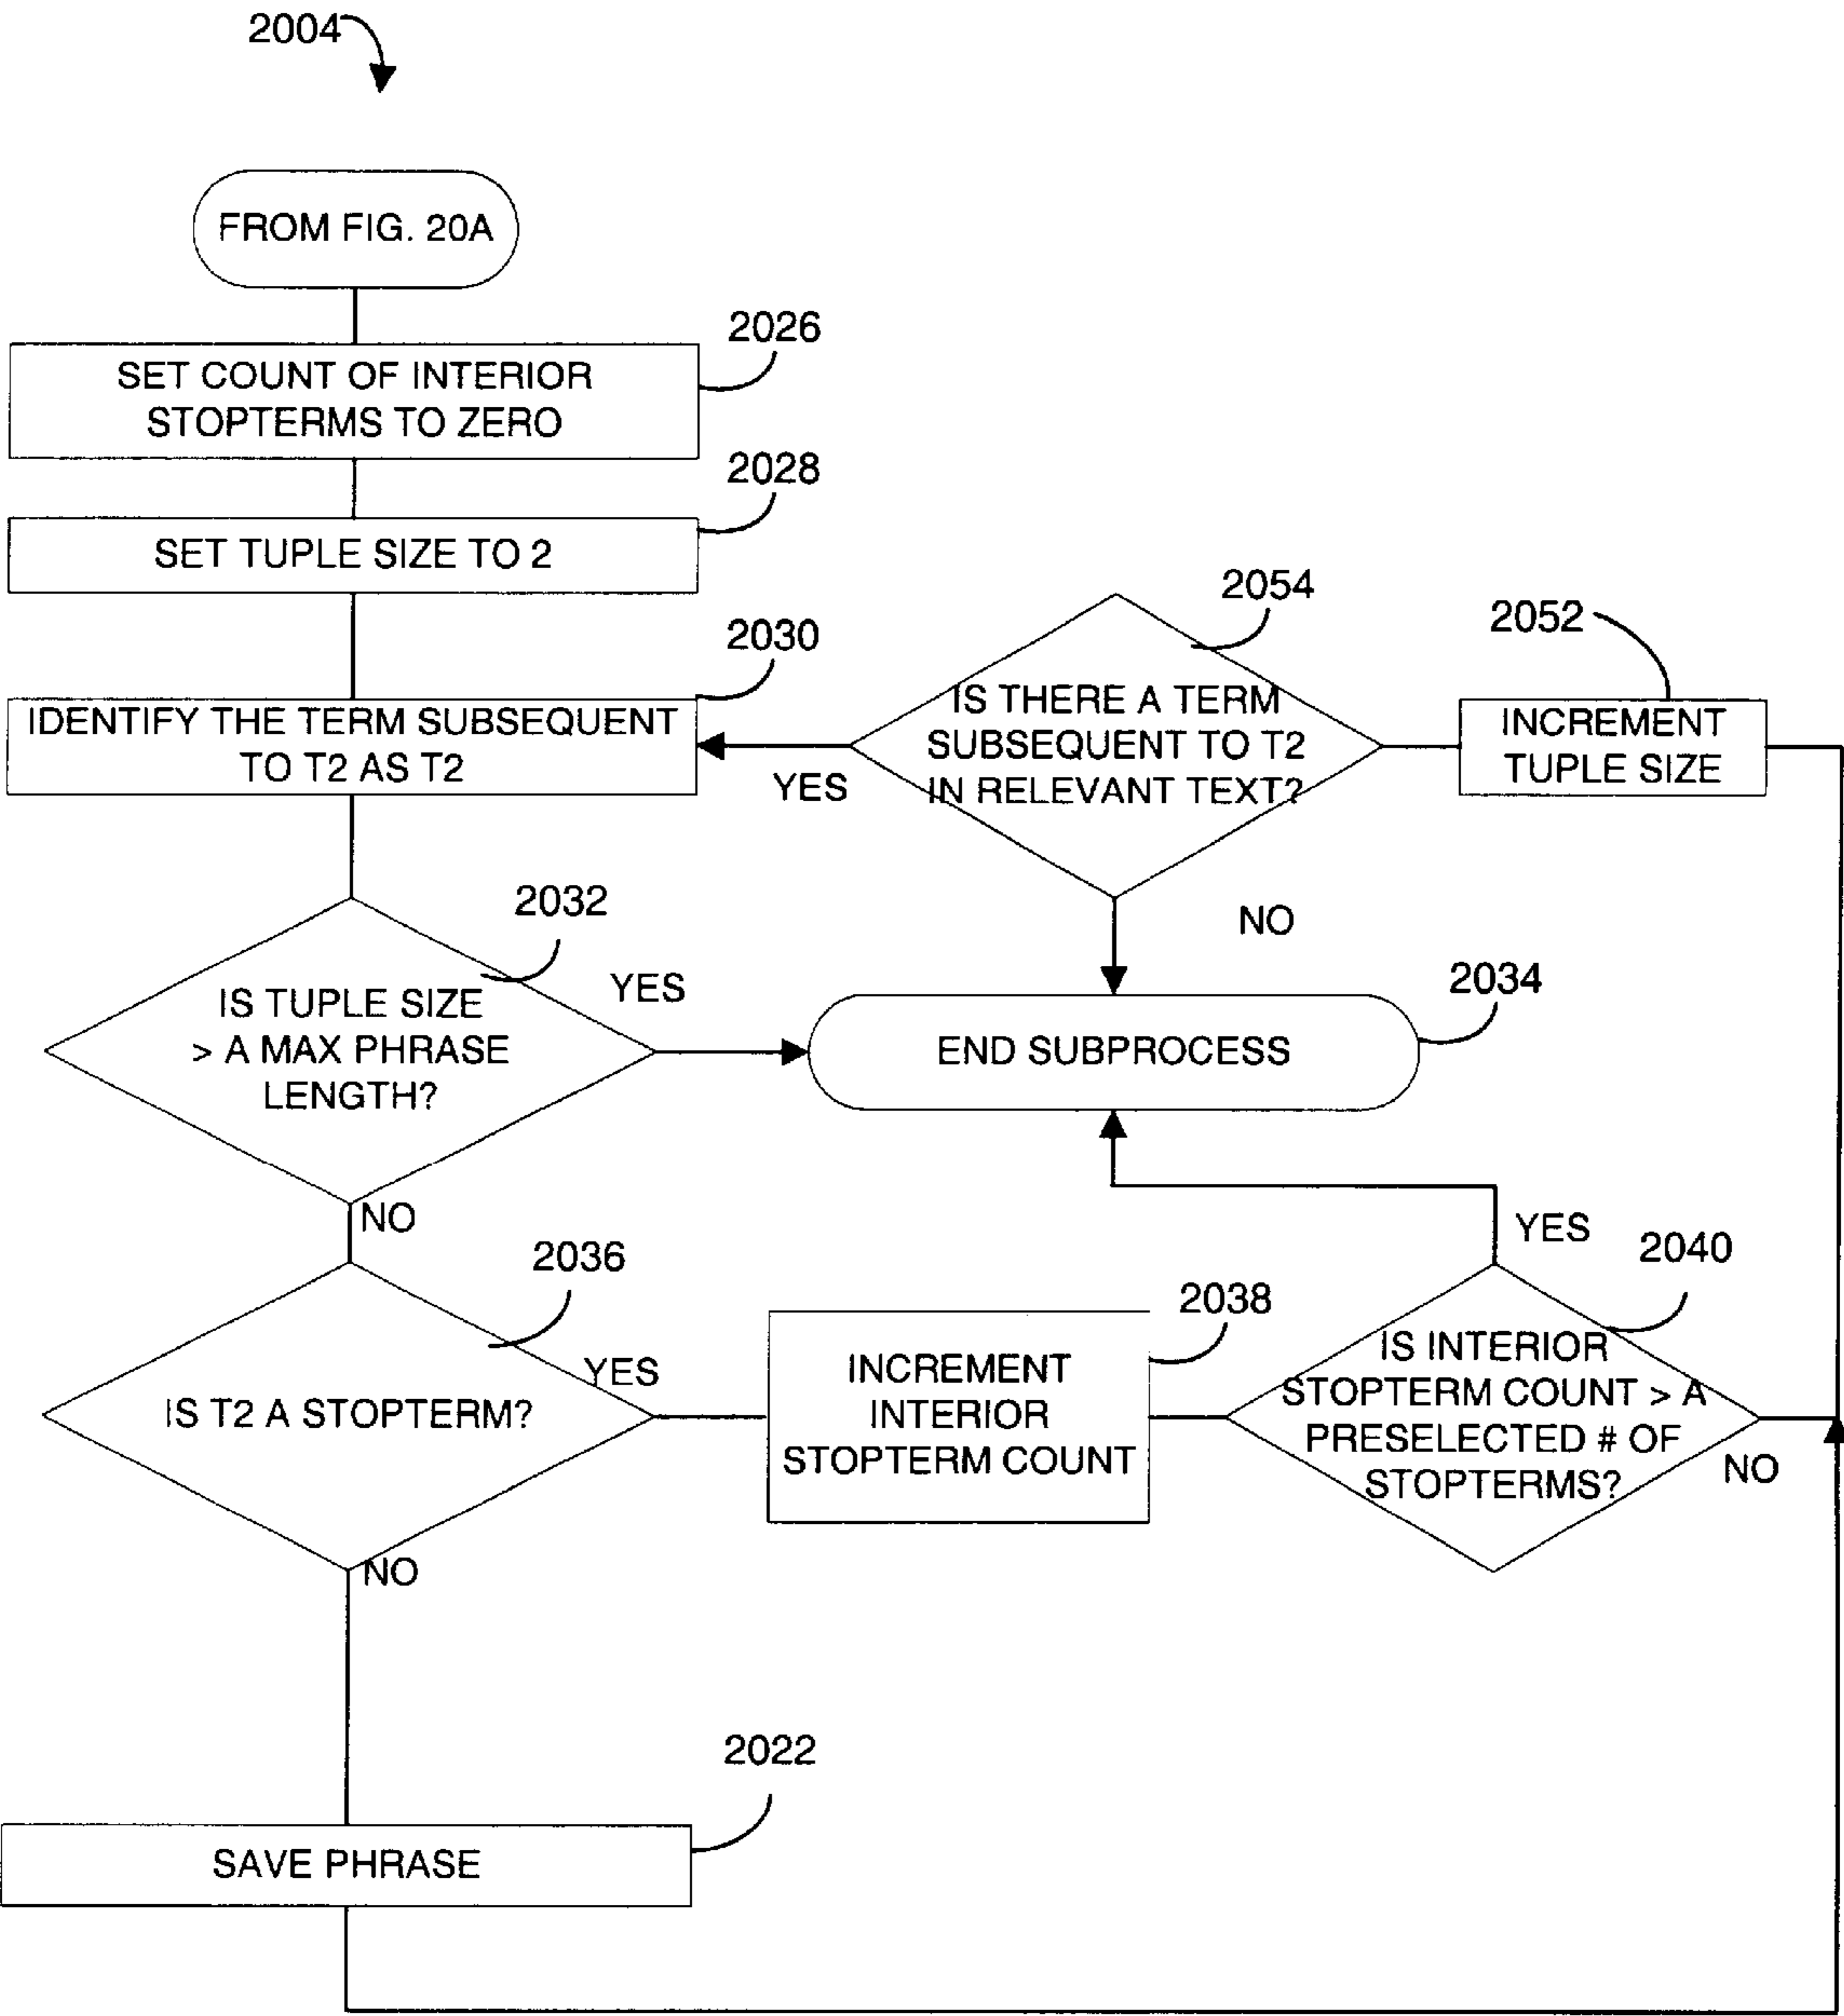 2004
FROM FIG. 20A
2026
SET COUNT OF INTERIOR
STOPTERMS TO ZERO
2028
SET TUPLE SIZE TO 2
2030
IDENTIFY THE TERM SUBSEQUENT
TO T2 AS T2
2054
IS THERE A TERM
SUBSEQUENT TO T2
IN RELEVANT TEXT?
YES
NO
2052
INCREMENT
TUPLE SIZE
2032
IS TUPLE SIZE
> A MAX PHRASE
LENGTH?
YES
NO
2034
END SUBPROCESS
2036
IS T2 A STOPTERM?
YES
NO
2038
INCREMENT
INTERIOR
STOPTERM COUNT
2040
IS INTERIOR
STOPTERM COUNT > A
PRESELECTED # OF
STOPTERMS?
YES
NO
2022
SAVE PHRASE